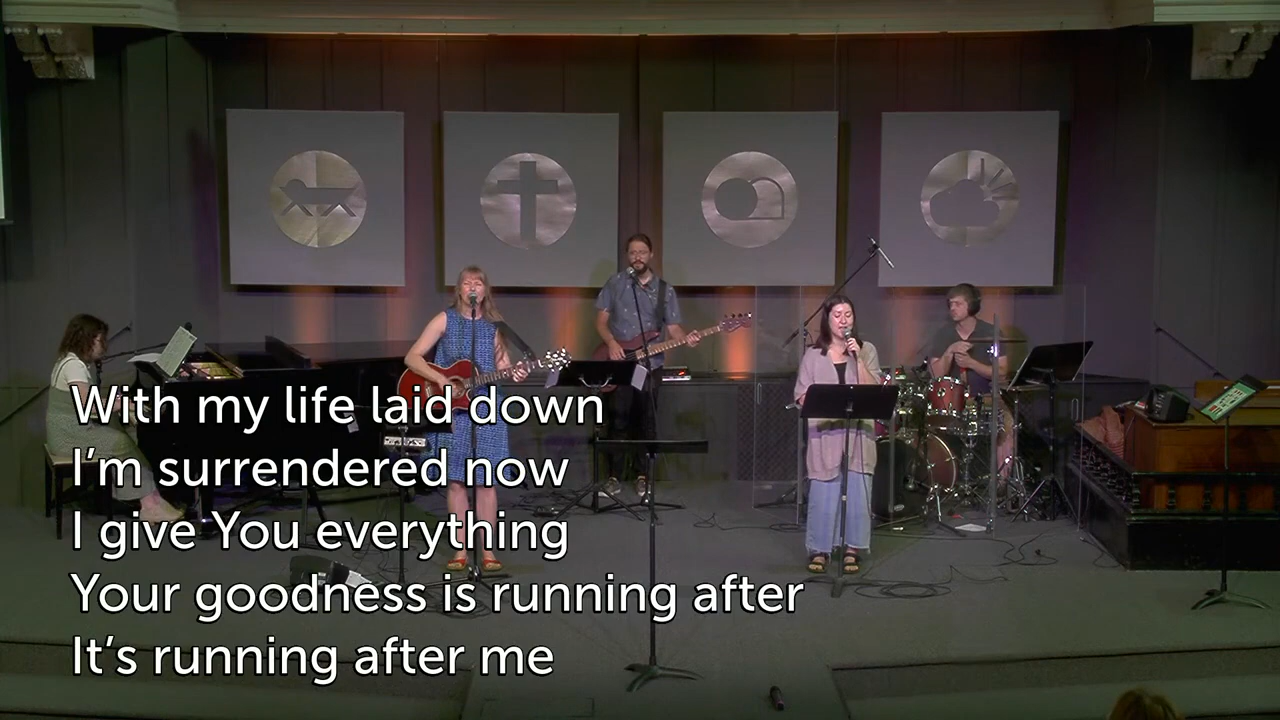 With my life laid down
I’m surrendered now
I give You everything
Your goodness is running after
It’s running after me